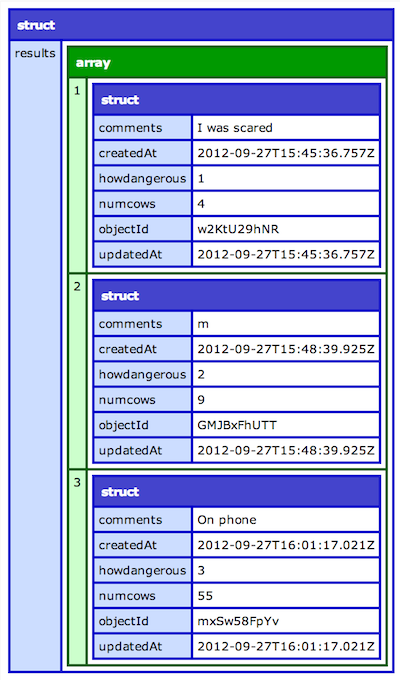 struct
results
array
1
struct
comments I was scared
createdAt 2012-09-27T15:45:36.757Z
howdangerous 1
numcows 4
objectId w2KtU29hNR
updatedAt 2012-09-27T15:45:36.757Z
2
struct
comments m
createdAt 2012-09-27T15:48:39.925Z
howdangerous 2
numcows 9
objectId GMJBxFhUTT
updatedAt 2012-09-27T15:48:39.925Z
3
struct
comments On phone
createdAt 2012-09-27T16:01:17.021Z
howdangerous 3
numcows 55
objectId mxSw58FpYv
updatedAt 2012-09-27T16:01:17.021Z